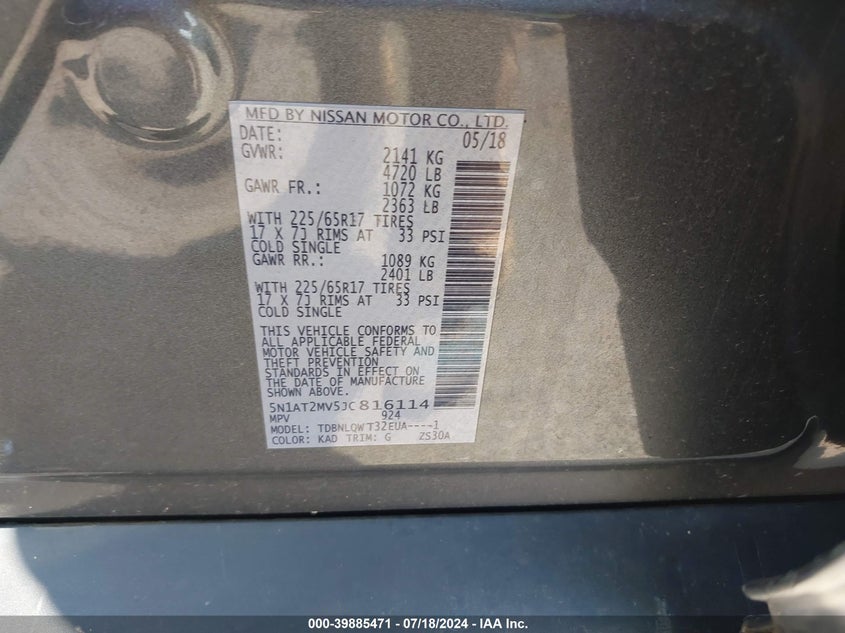 MFD BY NISSAN MOTOR CO., LTD.
DATE: 05/18
GVWR: 2141 KG
4720 LB
GAWR FR.: 1072 KG
2363 LB
WITH 225/65R17 TIRES
17 X 7J RIMS AT 33 PSI
COLD SINGLE
GAWR RR.: 1089 KG
2401 LB
WITH 225/65R17 TIRES
17 X 7J RIMS AT 33 PSI
COLD SINGLE
THIS VEHICLE CONFORMS TO
ALL APPLICABLE FEDERAL
MOTOR VEHICLE SAFETY AND
THEFT PREVENTION
STANDARDS IN EFFECT ON
THE DATE OF MANUFACTURE
SHOWN ABOVE.
5N1AT2MV5JC816114
MPV 924
MODEL: TDBNLQWT32EUA----1
COLOR: KAD TRIM: G ZS30A
000-39885471 - 07/18/2024 - IAA Inc.